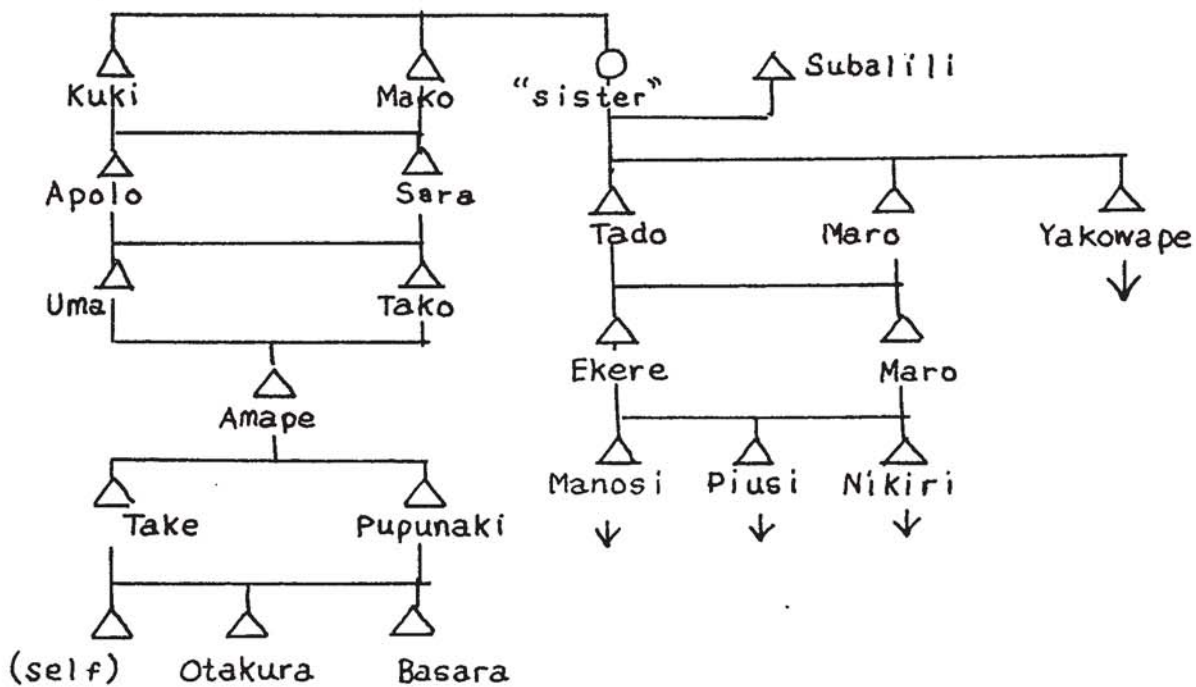 Subalili
Kuki Mako "sister"
Apolo Sara
Tado Maro Yakowape
Uma Tako
Ekere Maro
Amape
Manosi Piusi Nikiri
Take Pupunaki
(self) Otakura Basara